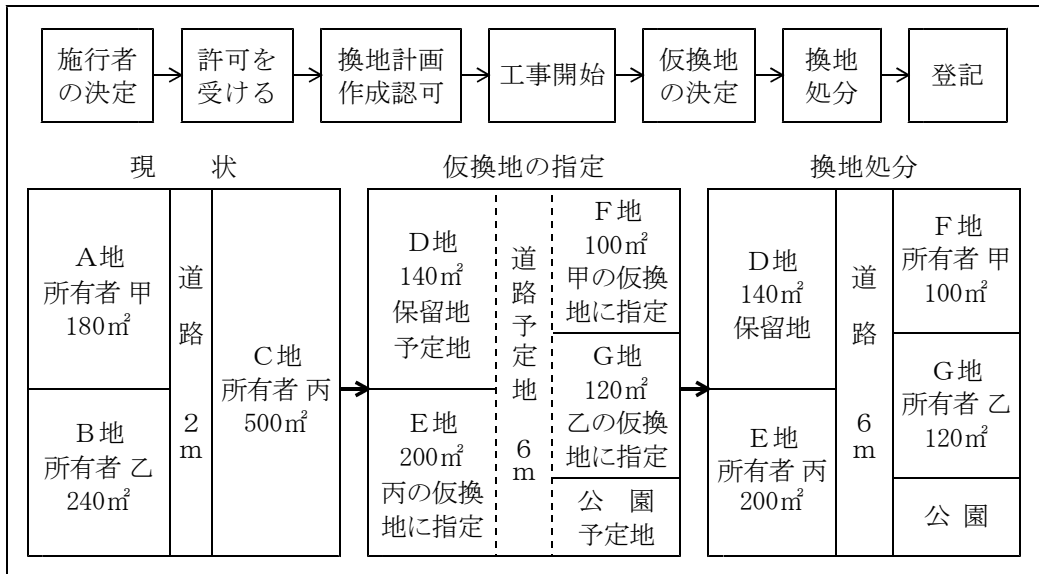 施行者
の決定
許可を
受ける
換地計画
作成認可
工事開始
仮換地
の決定
換地
処分
登記
現　状
A地
所有者 甲
180㎡
B地
所有者 乙
240㎡
道路 2m
C地
所有者 丙
500㎡
仮換地の指定
D地
140㎡
保留地
予定地
E地
200㎡
丙の仮換
地に指定
道路予定地 6m
F地
100㎡
甲の仮換
地に指定
G地
120㎡
乙の仮換
地に指定
公　園
予定地
換地処分
D地
140㎡
保留地
E地
所有者 丙
200㎡
道路 6m
F地
所有者 甲
100㎡
G地
所有者 乙
120㎡
公 園